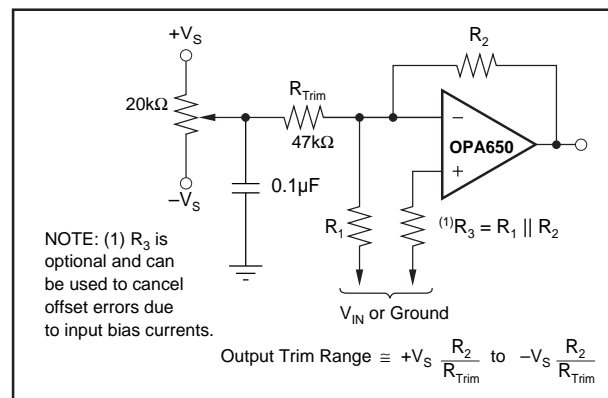 +VS
R2
RTrim
20kΩ
47kΩ
−
OPA650
+
0.1µF
−VS
R1
(1)R3 = R1 || R2
NOTE: (1) R3 is
optional and can
be used to cancel
offset errors due
to input bias currents.
VIN or Ground
Output Trim Range ≅ +VS R2/RTrim to −VS R2/RTrim